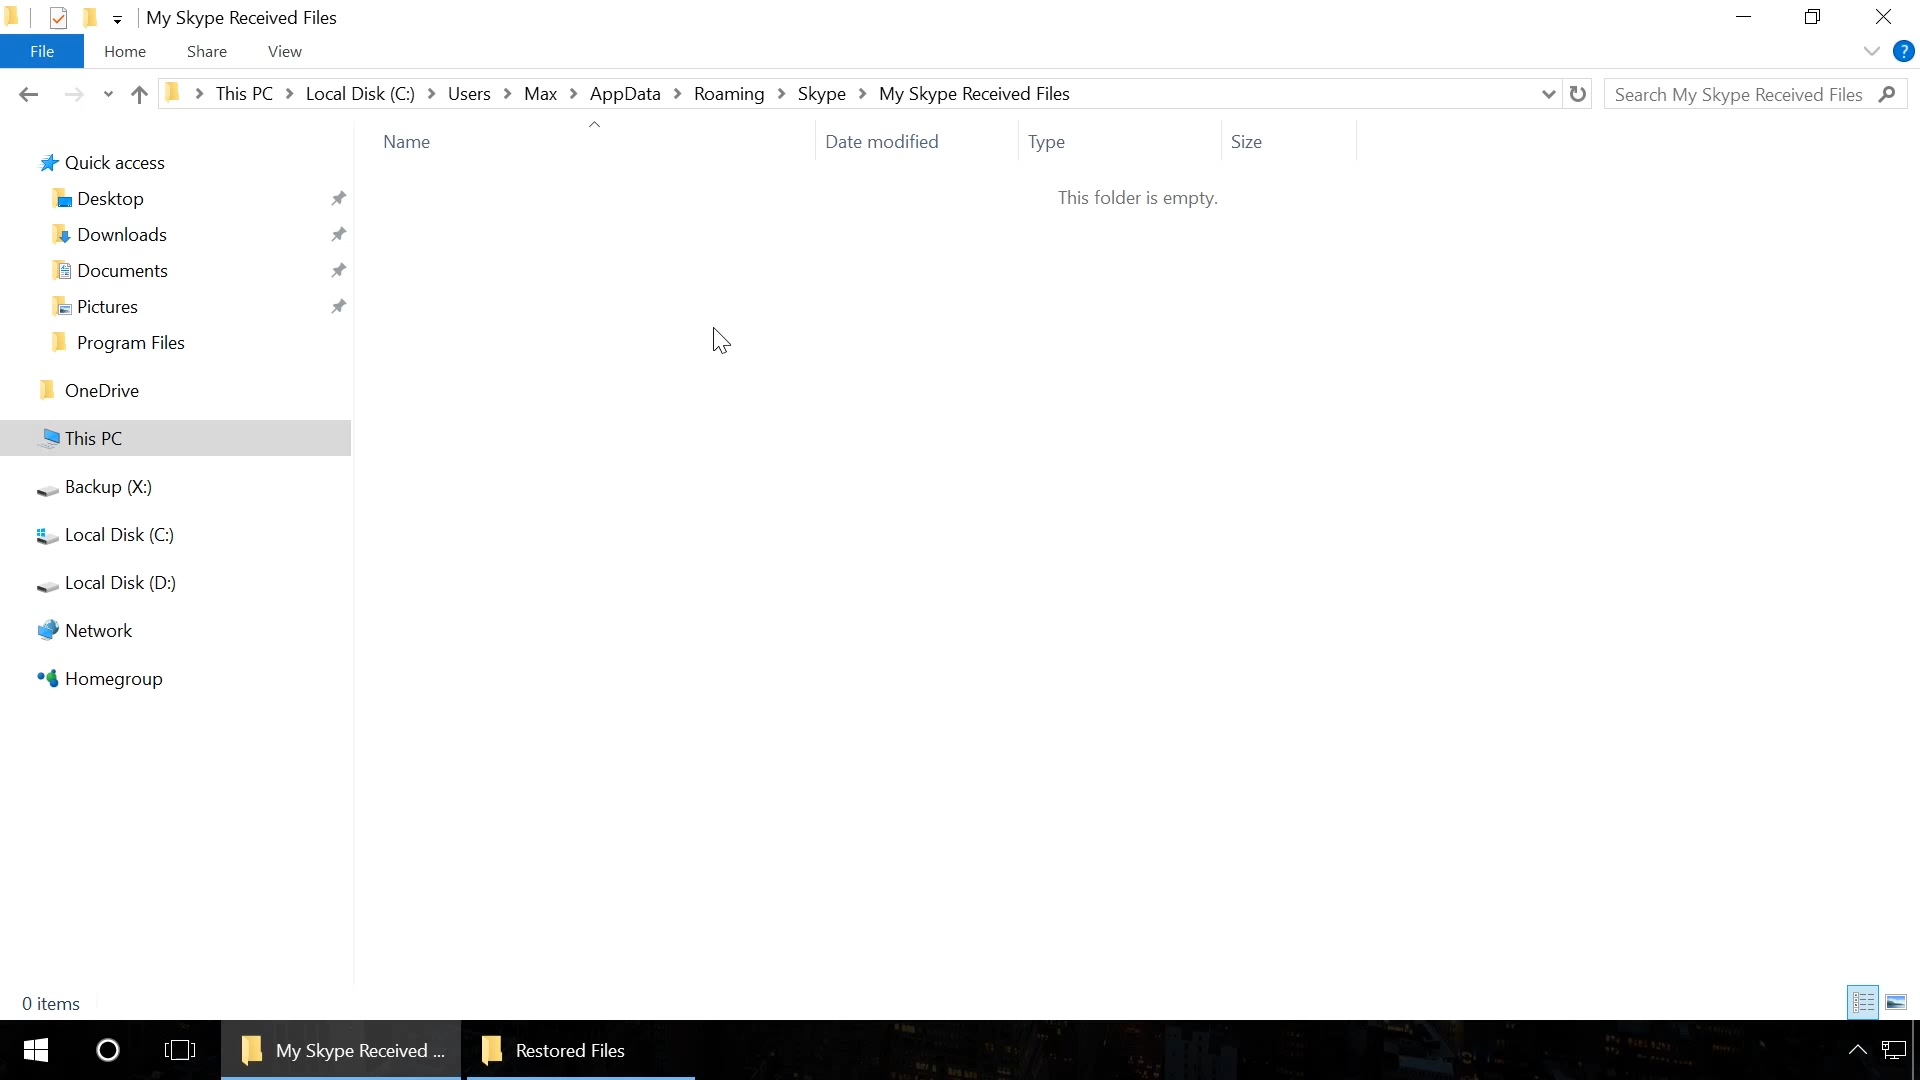 My Skype Received Files
File Home Share View
?
This PC Local Disk (C:) Users Max AppData Roaming Skype My Skype Received Files
Search My Skype Received Files
Name Date modified Type Size
This folder is empty.
Quick access
Desktop
Downloads
Documents
Pictures
Program Files
OneDrive
This PC
Backup (X:)
Local Disk (C:)
Local Disk (D:)
Network
Homegroup
0 items
My Skype Received ... Restored Files